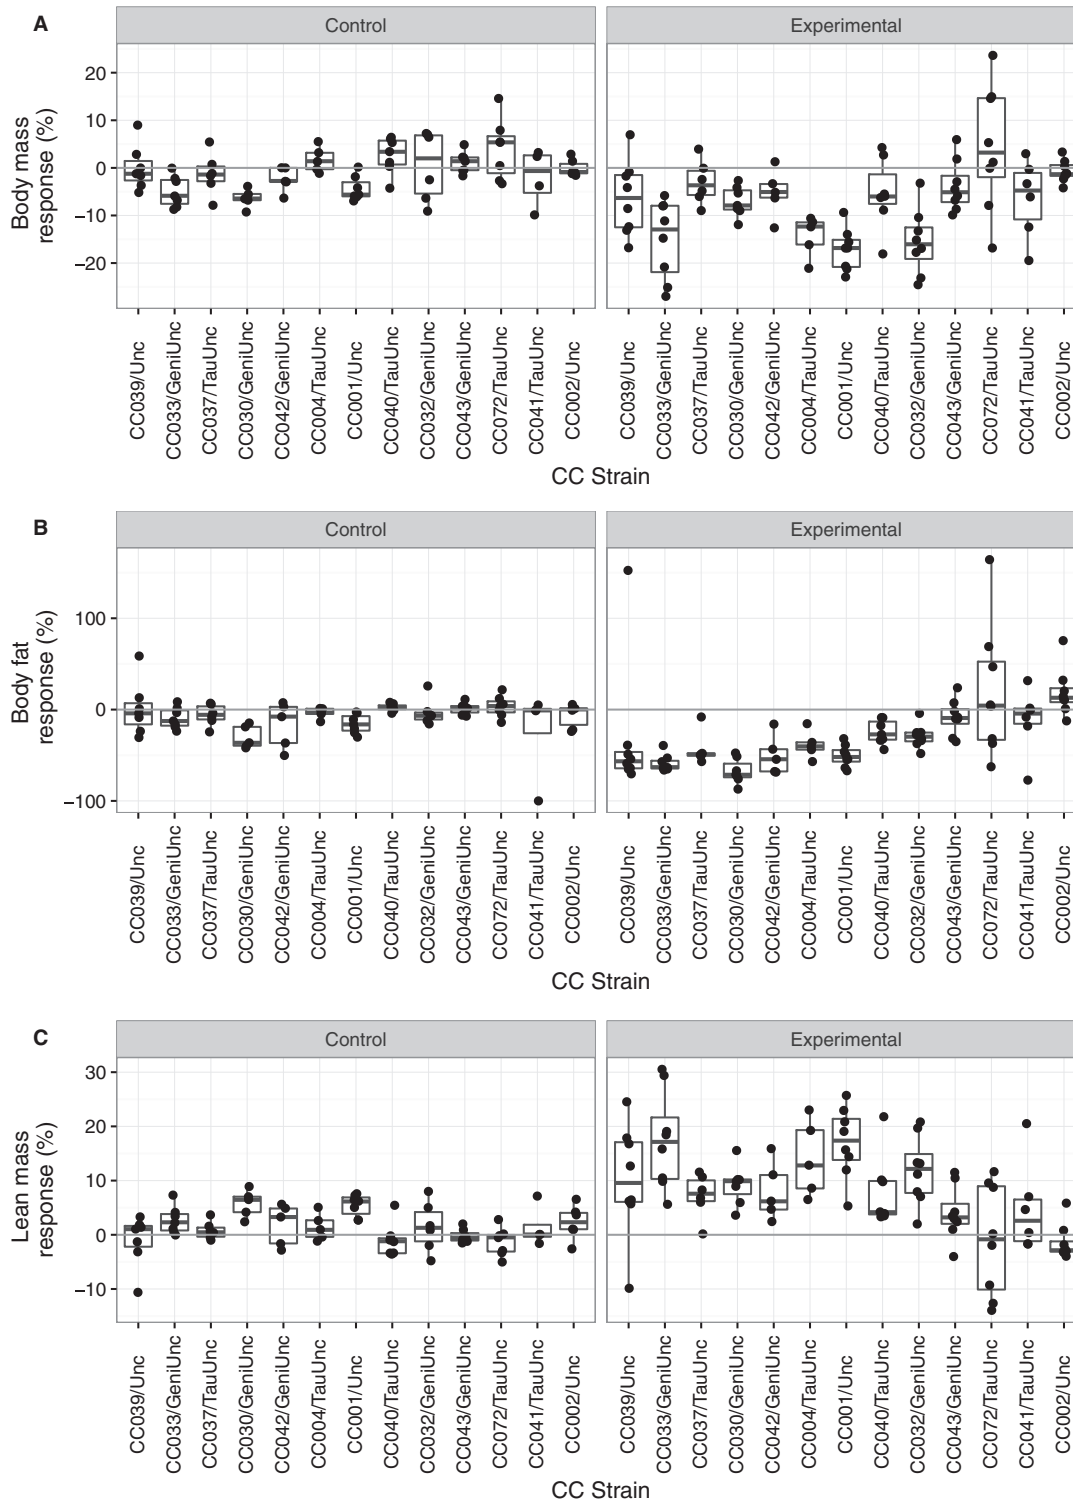 A
Control
Experimental
Body mass
response (%)
20
10
0
−10
−20
CC039/Unc
CC033/GeniUnc
CC037/TauUnc
CC030/GeniUnc
CC042/GeniUnc
CC004/TauUnc
CC001/Unc
CC040/TauUnc
CC032/GeniUnc
CC043/GeniUnc
CC072/TauUnc
CC041/TauUnc
CC002/Unc
CC039/Unc
CC033/GeniUnc
CC037/TauUnc
CC030/GeniUnc
CC042/GeniUnc
CC004/TauUnc
CC001/Unc
CC040/TauUnc
CC032/GeniUnc
CC043/GeniUnc
CC072/TauUnc
CC041/TauUnc
CC002/Unc
CC Strain
B
Control
Experimental
Body fat
response (%)
100
0
−100
CC039/Unc
CC033/GeniUnc
CC037/TauUnc
CC030/GeniUnc
CC042/GeniUnc
CC004/TauUnc
CC001/Unc
CC040/TauUnc
CC032/GeniUnc
CC043/GeniUnc
CC072/TauUnc
CC041/TauUnc
CC002/Unc
CC039/Unc
CC033/GeniUnc
CC037/TauUnc
CC030/GeniUnc
CC042/GeniUnc
CC004/TauUnc
CC001/Unc
CC040/TauUnc
CC032/GeniUnc
CC043/GeniUnc
CC072/TauUnc
CC041/TauUnc
CC002/Unc
CC Strain
C
Control
Experimental
Lean mass
response (%)
30
20
10
0
−10
CC039/Unc
CC033/GeniUnc
CC037/TauUnc
CC030/GeniUnc
CC042/GeniUnc
CC004/TauUnc
CC001/Unc
CC040/TauUnc
CC032/GeniUnc
CC043/GeniUnc
CC072/TauUnc
CC041/TauUnc
CC002/Unc
CC039/Unc
CC033/GeniUnc
CC037/TauUnc
CC030/GeniUnc
CC042/GeniUnc
CC004/TauUnc
CC001/Unc
CC040/TauUnc
CC032/GeniUnc
CC043/GeniUnc
CC072/TauUnc
CC041/TauUnc
CC002/Unc
CC Strain